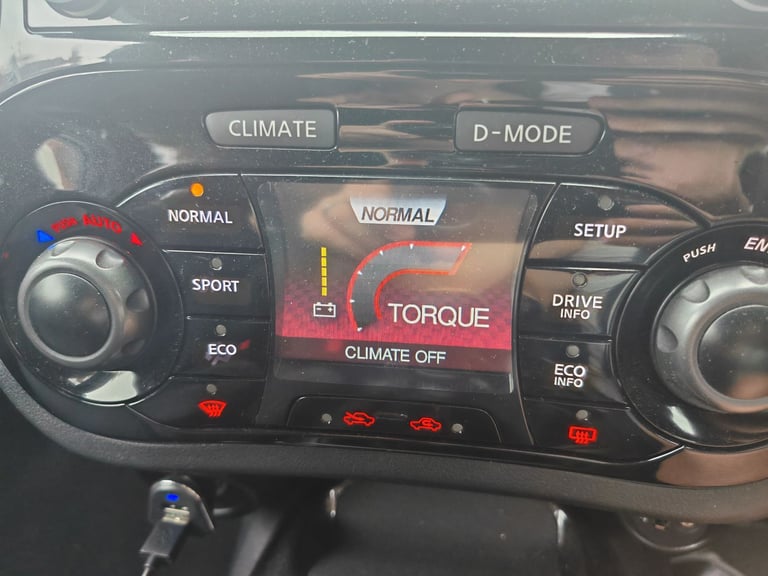 CLIMATE
D-MODE
NORMAL
NORMAL
SETUP
AUTO
PUSH
SPORT
DRIVE
INFO
TORQUE
ECO
CLIMATE OFF
ECO
INFO